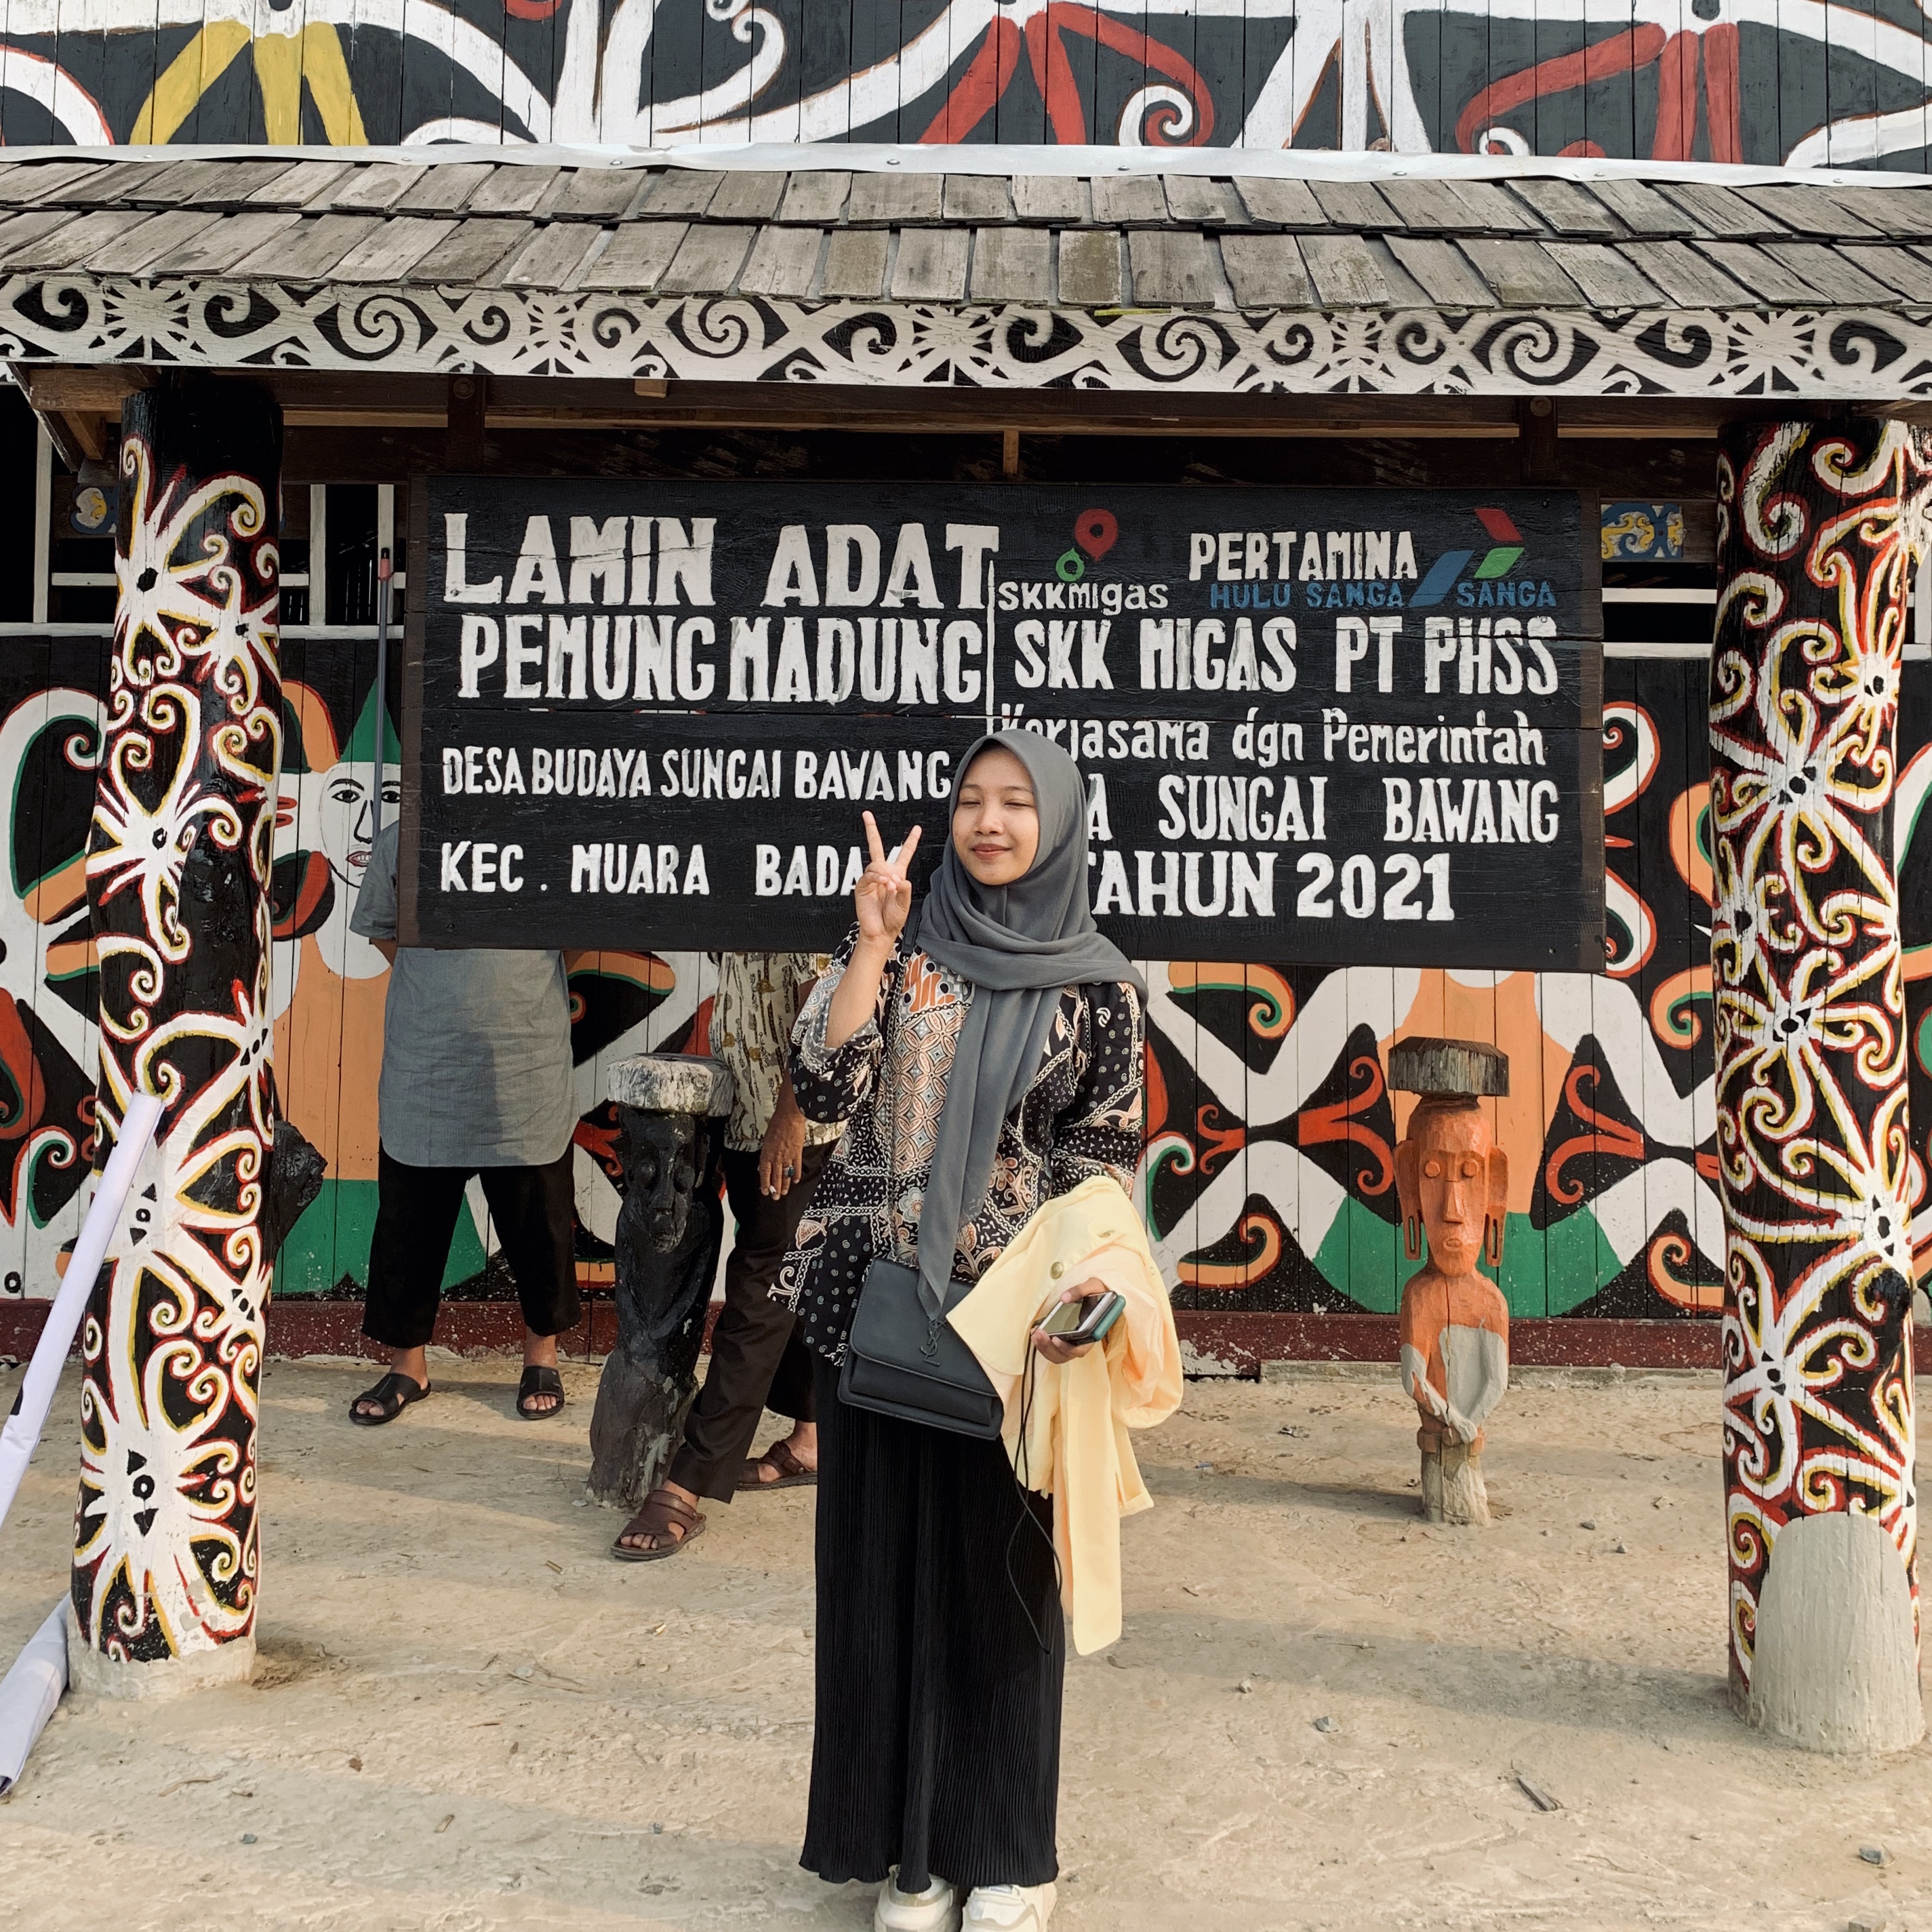 LAMIN ADAT
PEMUNG MADUNG
DESA BUDAYA SUNGAI BAWANG
KEC. MUARA
SKKMIGAS
PERTAMINA
HULU SANGA SANGA
SKK MIGAS PT PHSS
Kerjasama dgn Pemerintah
SUNGAI BAWANG
TAHUN 2021